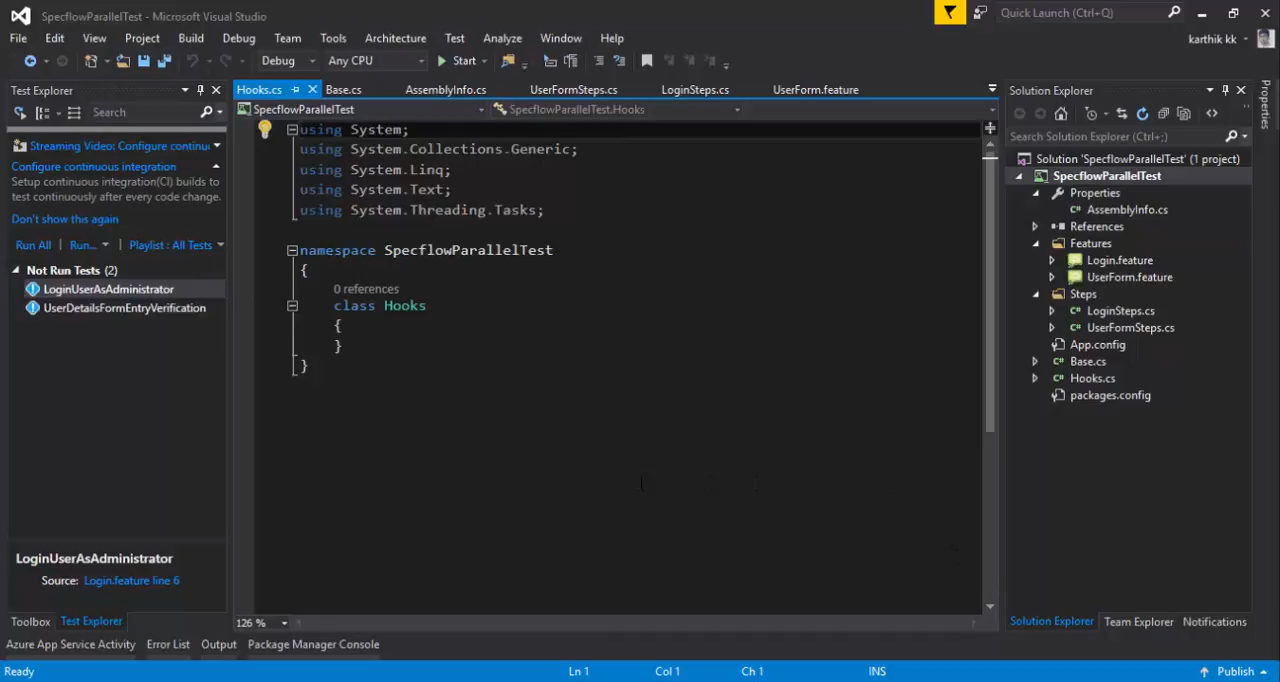 SpecflowParallelTest - Microsoft Visual Studio
Quick Launch (Ctrl+Q)
File Edit View Project Build Debug Team Tools Architecture Test Analyze Window Help
karthik kk
Debug Any CPU Start
Test Explorer
Search
Streaming Video: Configure continu
Configure continuous integration
Setup continuous integration(CI) builds to
test continuously after every code change.
Don't show this again
Run All | Run... | Playlist : All Tests
Not Run Tests (2)
LoginUserAsAdministrator
UserDetailsFormEntryVerification
LoginUserAsAdministrator
Source: Login.feature line 6
Toolbox Test Explorer
Hooks.cs Base.cs AssemblyInfo.cs UserFormSteps.cs LoginSteps.cs UserForm.feature
SpecflowParallelTest SpecflowParallelTest.Hooks
using System;
using System.Collections.Generic;
using System.Linq;
using System.Text;
using System.Threading.Tasks;
namespace SpecflowParallelTest
{
0 references
class Hooks
{
}
}
126 %
Solution Explorer
Search Solution Explorer (Ctrl+;)
Solution 'SpecflowParallelTest' (1 project)
SpecflowParallelTest
Properties
AssemblyInfo.cs
References
Features
Login.feature
UserForm.feature
Steps
LoginSteps.cs
UserFormSteps.cs
App.config
Base.cs
Hooks.cs
packages.config
Solution Explorer Team Explorer Notifications
Properties
Azure App Service Activity Error List Output Package Manager Console
Ready Ln 1 Col 1 Ch 1 INS Publish